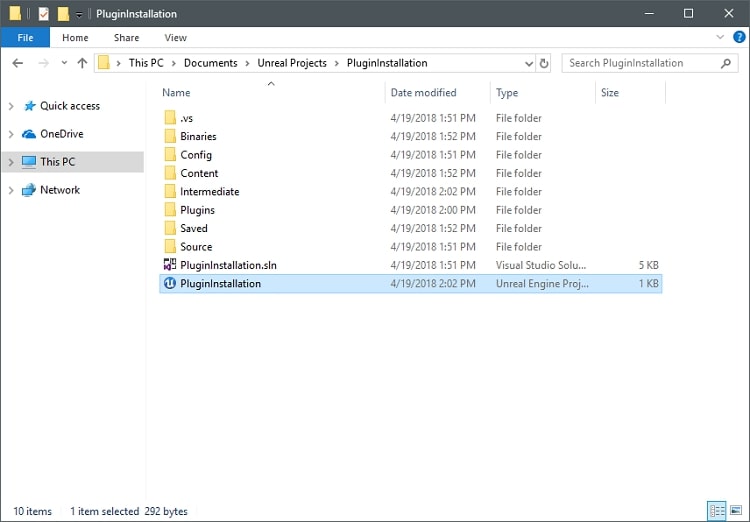 PluginInstallation
File Home Share View
This PC Documents Unreal Projects PluginInstallation Search PluginInstallation
Name Date modified Type Size
Quick access
OneDrive
This PC
Network
.vs 4/19/2018 1:51 PM File folder
Binaries 4/19/2018 1:52 PM File folder
Config 4/19/2018 1:51 PM File folder
Content 4/19/2018 1:52 PM File folder
Intermediate 4/19/2018 2:02 PM File folder
Plugins 4/19/2018 2:00 PM File folder
Saved 4/19/2018 1:52 PM File folder
Source 4/19/2018 1:51 PM File folder
PluginInstallation.sln 4/19/2018 1:51 PM Visual Studio Solu... 5 KB
PluginInstallation 4/19/2018 2:02 PM Unreal Engine Proj... 1 KB
10 items 1 item selected 292 bytes